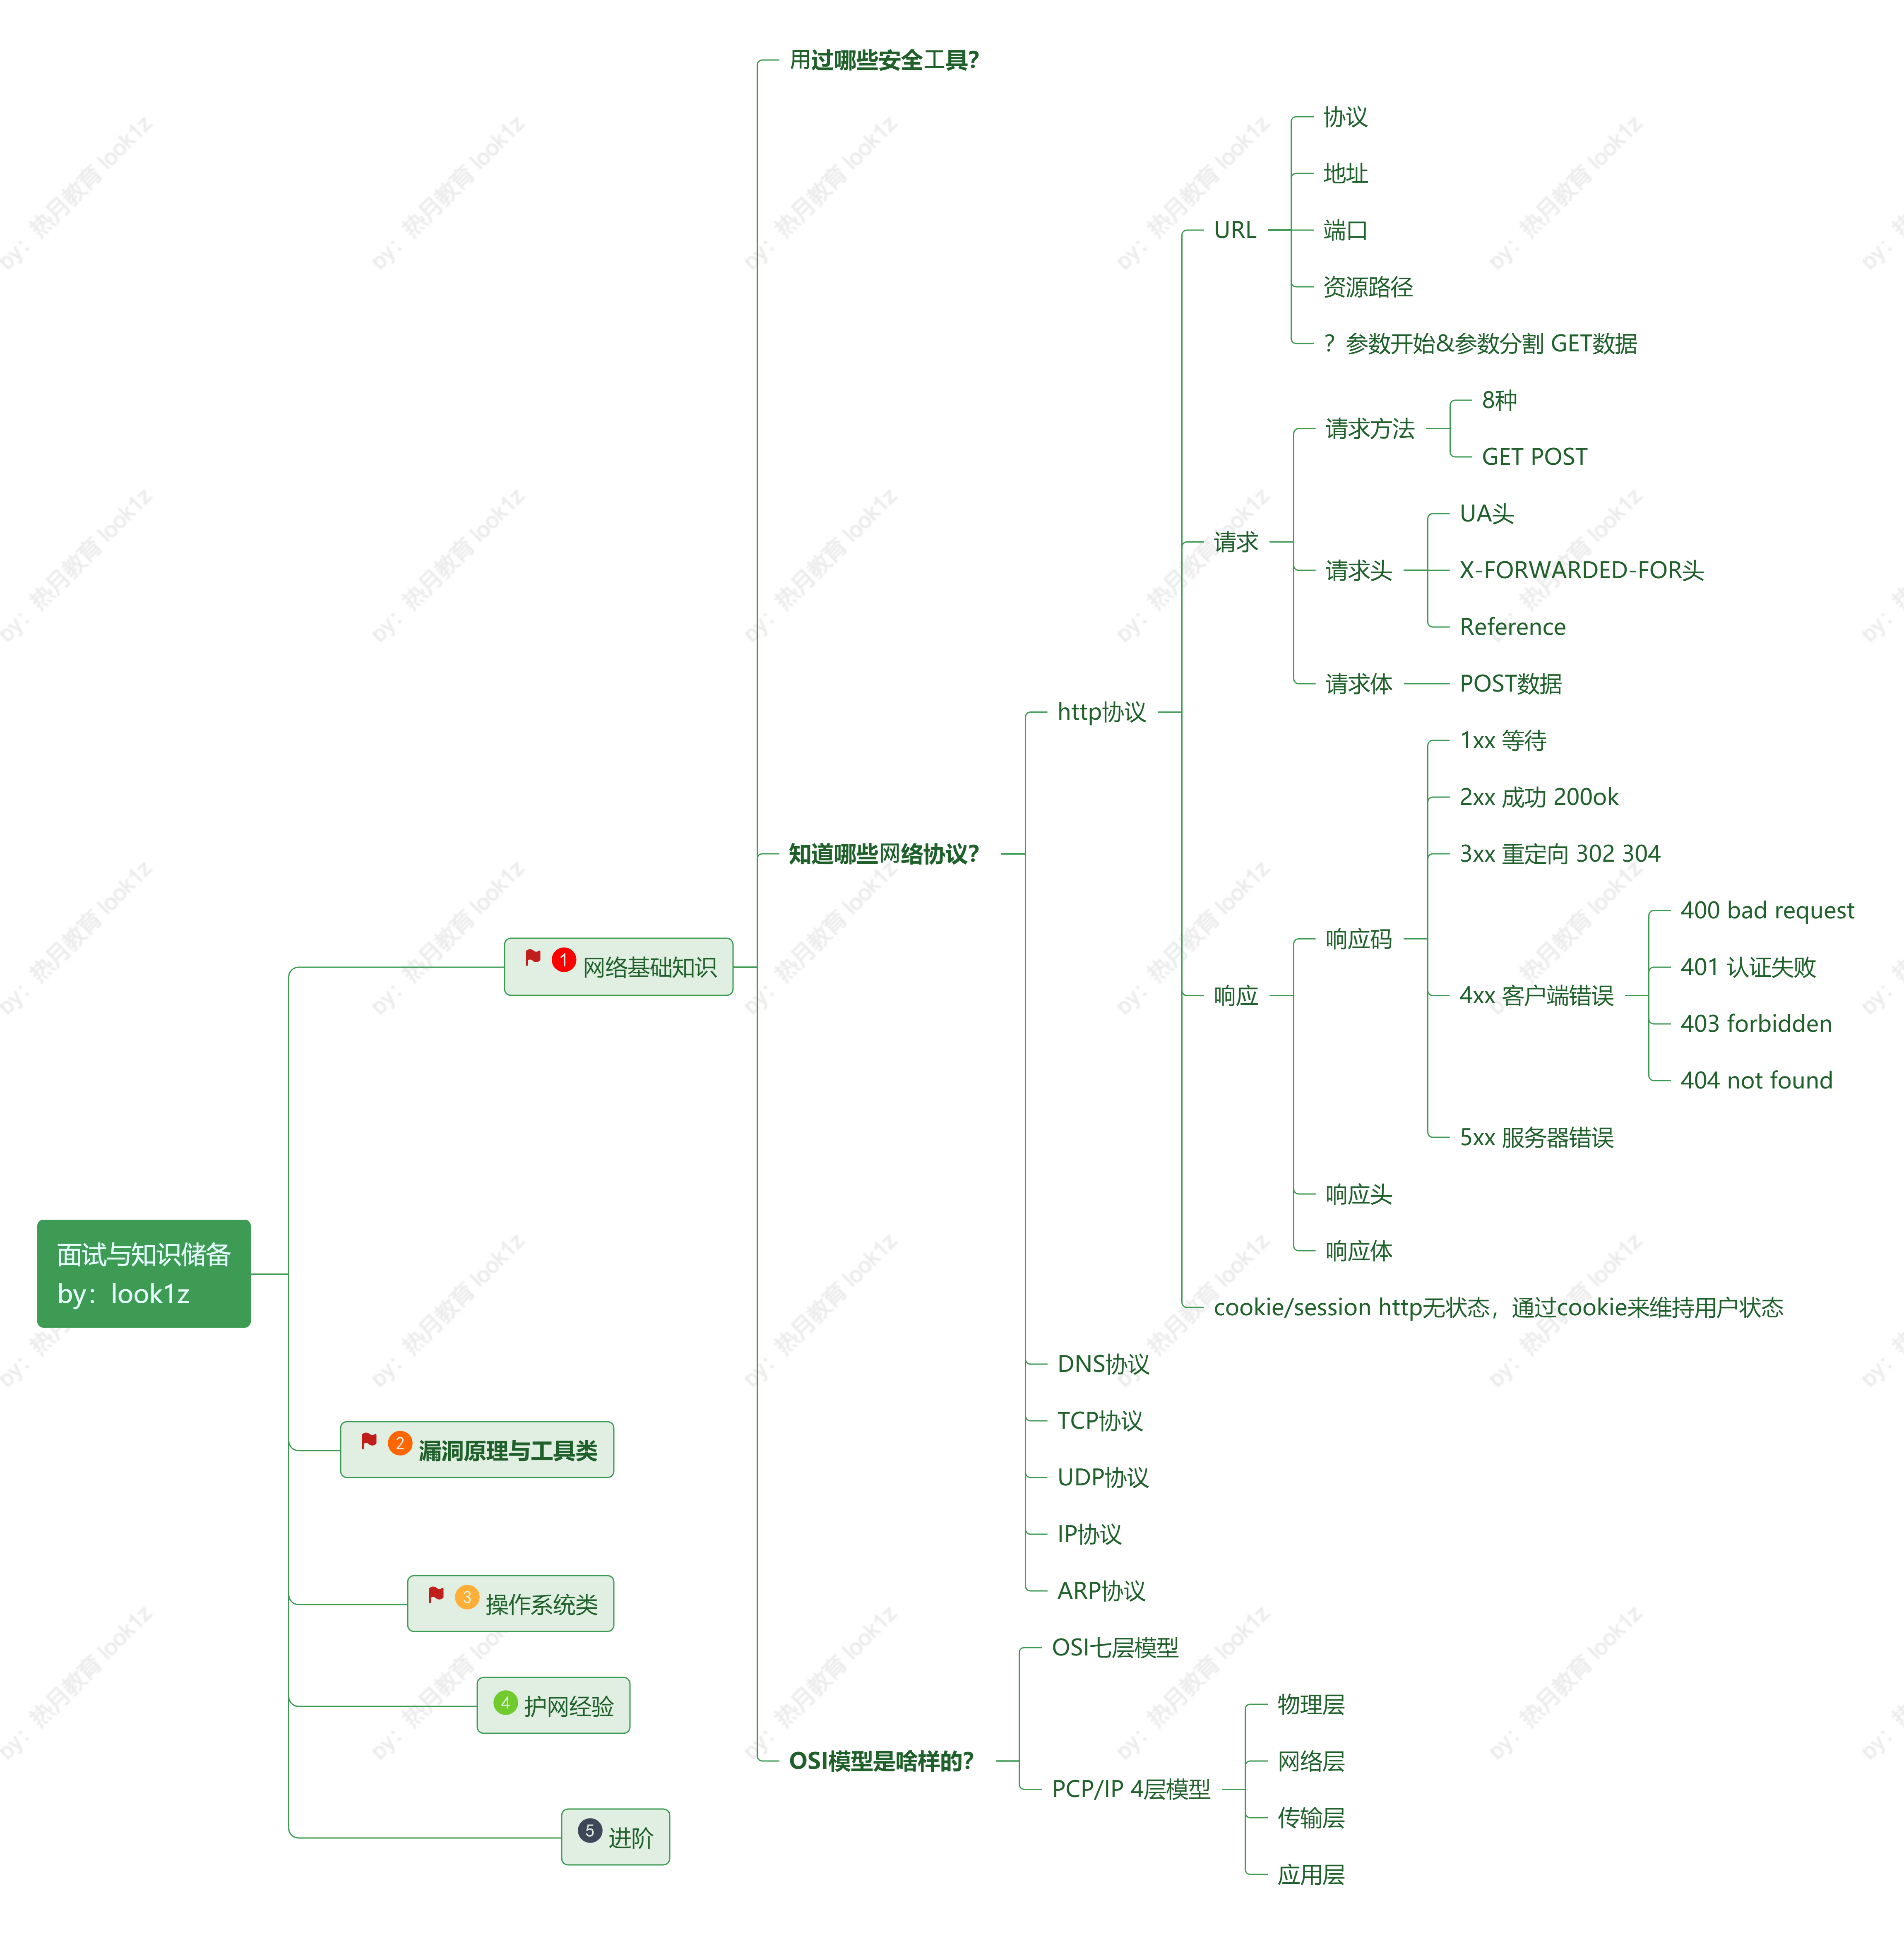 面试与知识储备
by：look1z
1 网络基础知识
用过哪些安全工具？
知道哪些网络协议？
http协议
URL
协议
地址
端口
资源路径
？参数开始&参数分割 GET数据
请求
请求方法
8种
GET POST
请求头
UA头
X-FORWARDED-FOR头
Reference
请求体
POST数据
响应
响应码
1xx 等待
2xx 成功 200ok
3xx 重定向 302 304
4xx 客户端错误
400 bad request
401 认证失败
403 forbidden
404 not found
5xx 服务器错误
响应头
响应体
cookie/session http无状态，通过cookie来维持用户状态
DNS协议
TCP协议
UDP协议
IP协议
ARP协议
OSI模型是啥样的？
OSI七层模型
PCP/IP 4层模型
物理层
网络层
传输层
应用层
2 漏洞原理与工具类
3 操作系统类
4 护网经验
5 进阶
by：热月教育 look1z